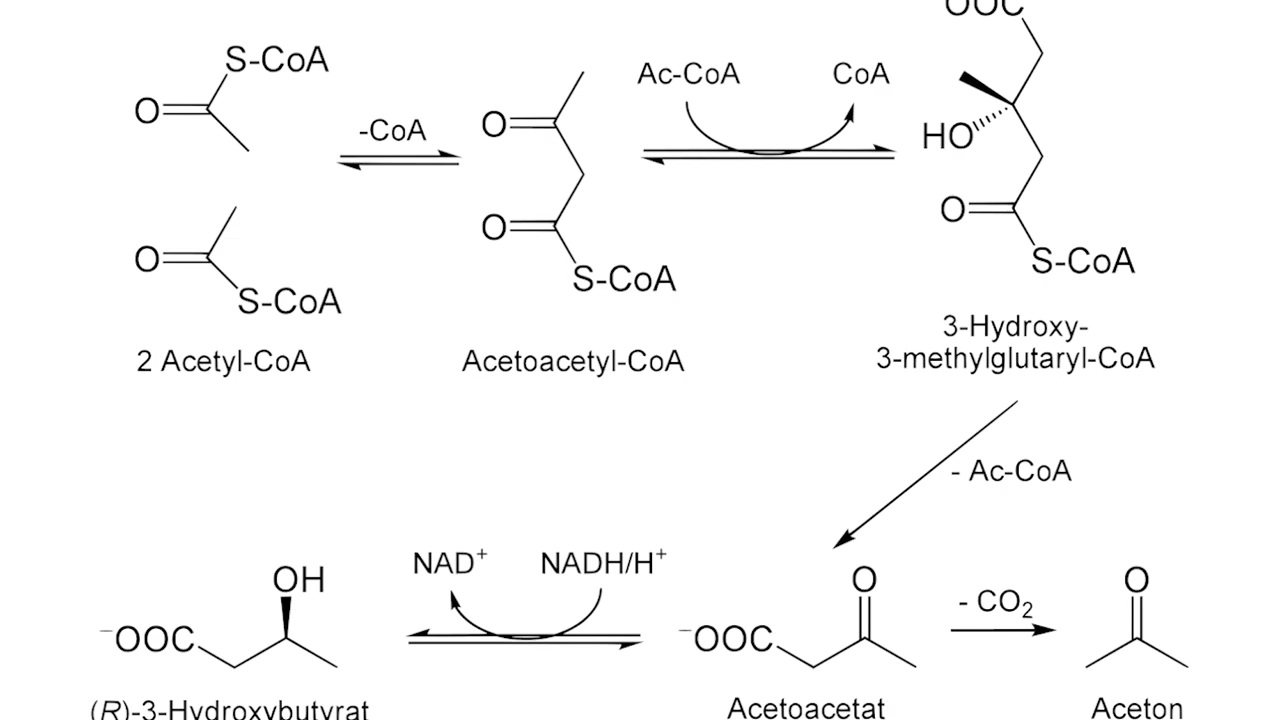 OOC
S-CoA
O
-CoA
O
S-CoA
2 Acetyl-CoA
O
O
S-CoA
Acetoacetyl-CoA
Ac-CoA
CoA
HO
O
S-CoA
3-Hydroxy-
3-methylglutaryl-CoA
- Ac-CoA
OH
⁻OOC
(R)-3-Hydroxybutyrat
NAD⁺
NADH/H⁺
O
⁻OOC
Acetoacetat
- CO₂
O
Aceton